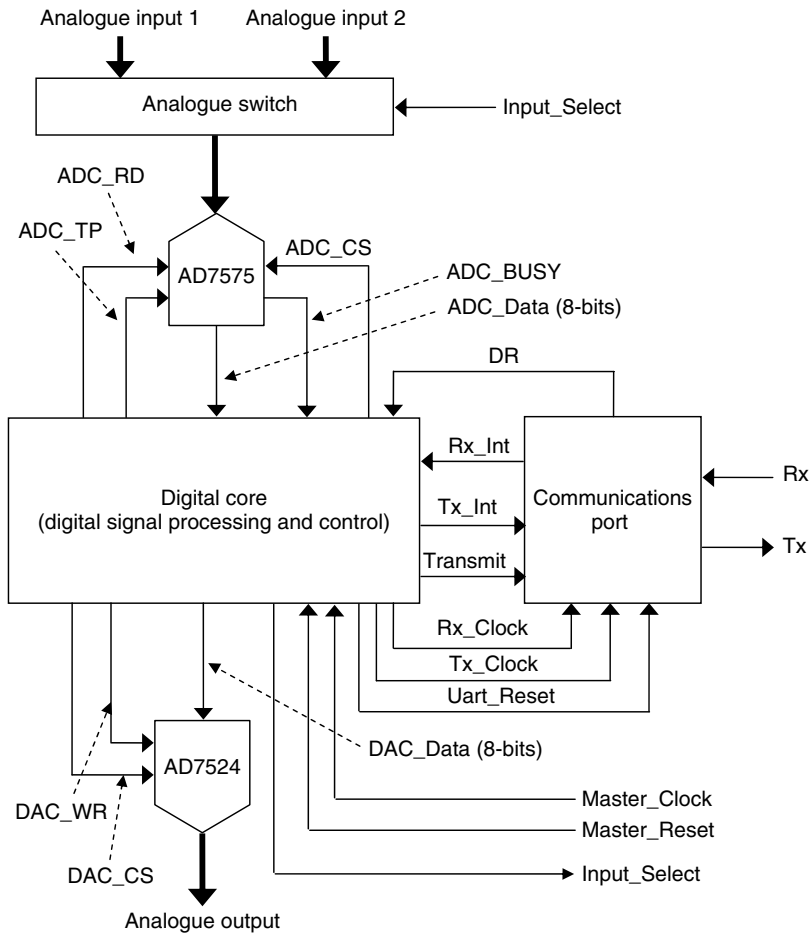 Analogue input 1
Analogue input 2
Analogue switch
Input_Select
ADC_RD
ADC_TP
ADC_CS
AD7575
ADC_BUSY
ADC_Data (8-bits)
DR
Rx_Int
Rx
Digital core
(digital signal processing and control)
Communications
port
Tx_Int
Tx
Transmit
Rx_Clock
Tx_Clock
Uart_Reset
DAC_Data (8-bits)
AD7524
DAC_WR
Master_Clock
Master_Reset
DAC_CS
Input_Select
Analogue output